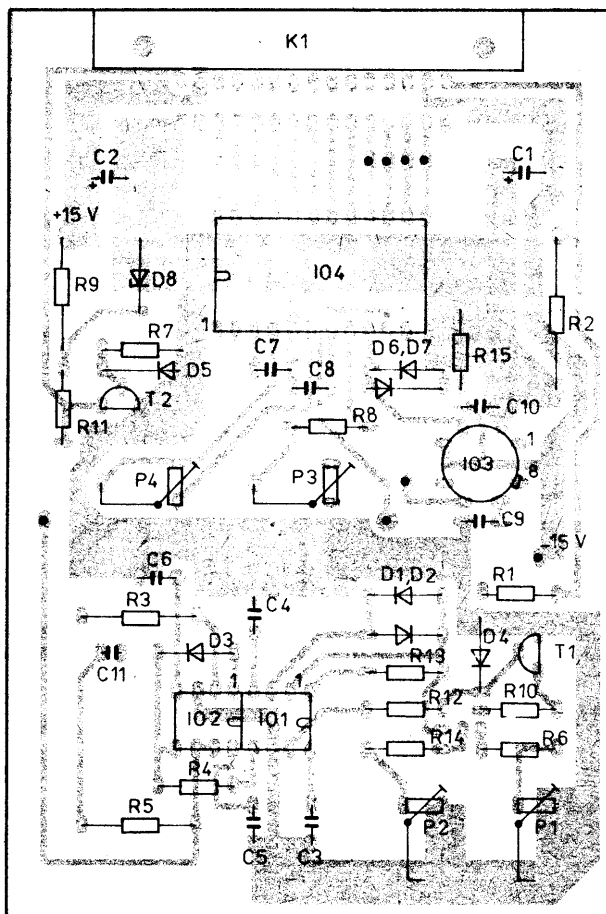 K1
C2
C1
+
+
+15 V
IO4
R9
D8
R2
1
R7
C7
D6,D7
R15
D5
C8
T2
R11
R8
C10
1
P4
P3
IO3
8
C9
-15 V
C6
D1,D2
R1
R3
C4
D4
D3
T1
C11
R13
1
1
R12
R10
IO2
IO1
R14
R6
R4
R5
P2
P1
C5
C3